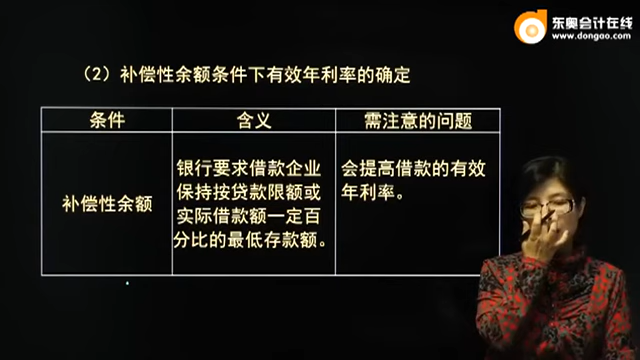 东奥会计在线
www.dongao.com
（2）补偿性余额条件下有效年利率的确定
条件
含义
需注意的问题
补偿性余额
银行要求借款企业
保持按贷款限额或
实际借款额一定百
分比的最低存款额。
会提高借款的有效
年利率。